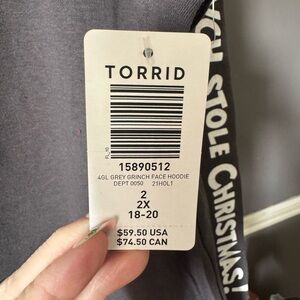 TORRID
15890512
4GL GREY GRINCH FACE HOODIE
DEPT 0050 21HOL1
2
2X
18-20
$59.50 USA
$74.50 CAN
STOLE CHRISTMAS!